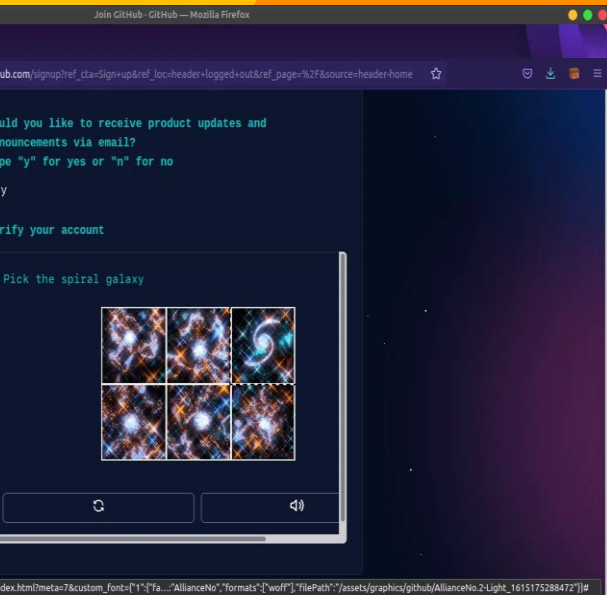 Join GitHub · GitHub — Mozilla Firefox
ub.com/signup?ref_cta=Sign+up&ref_loc=header+logged+out&ref_page=%2F&source=header-home
uld you like to receive product updates and
nouncements via email?
pe "y" for yes or "n" for no
y
rify your account
Pick the spiral galaxy
dex.html?meta=7&custom_font={"1":{"fa…:"AllianceNo","formats":["woff"],"filePath":"/assets/graphics/github/AllianceNo.2-Light_1615175288472"}}#